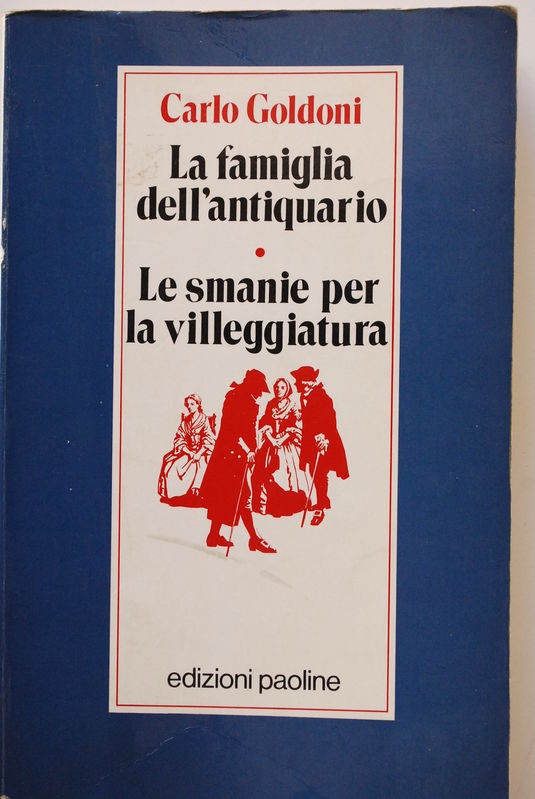 Carlo Goldoni
La famiglia
dell'antiquario
Le smanie per
la villeggiatura
edizioni paoline